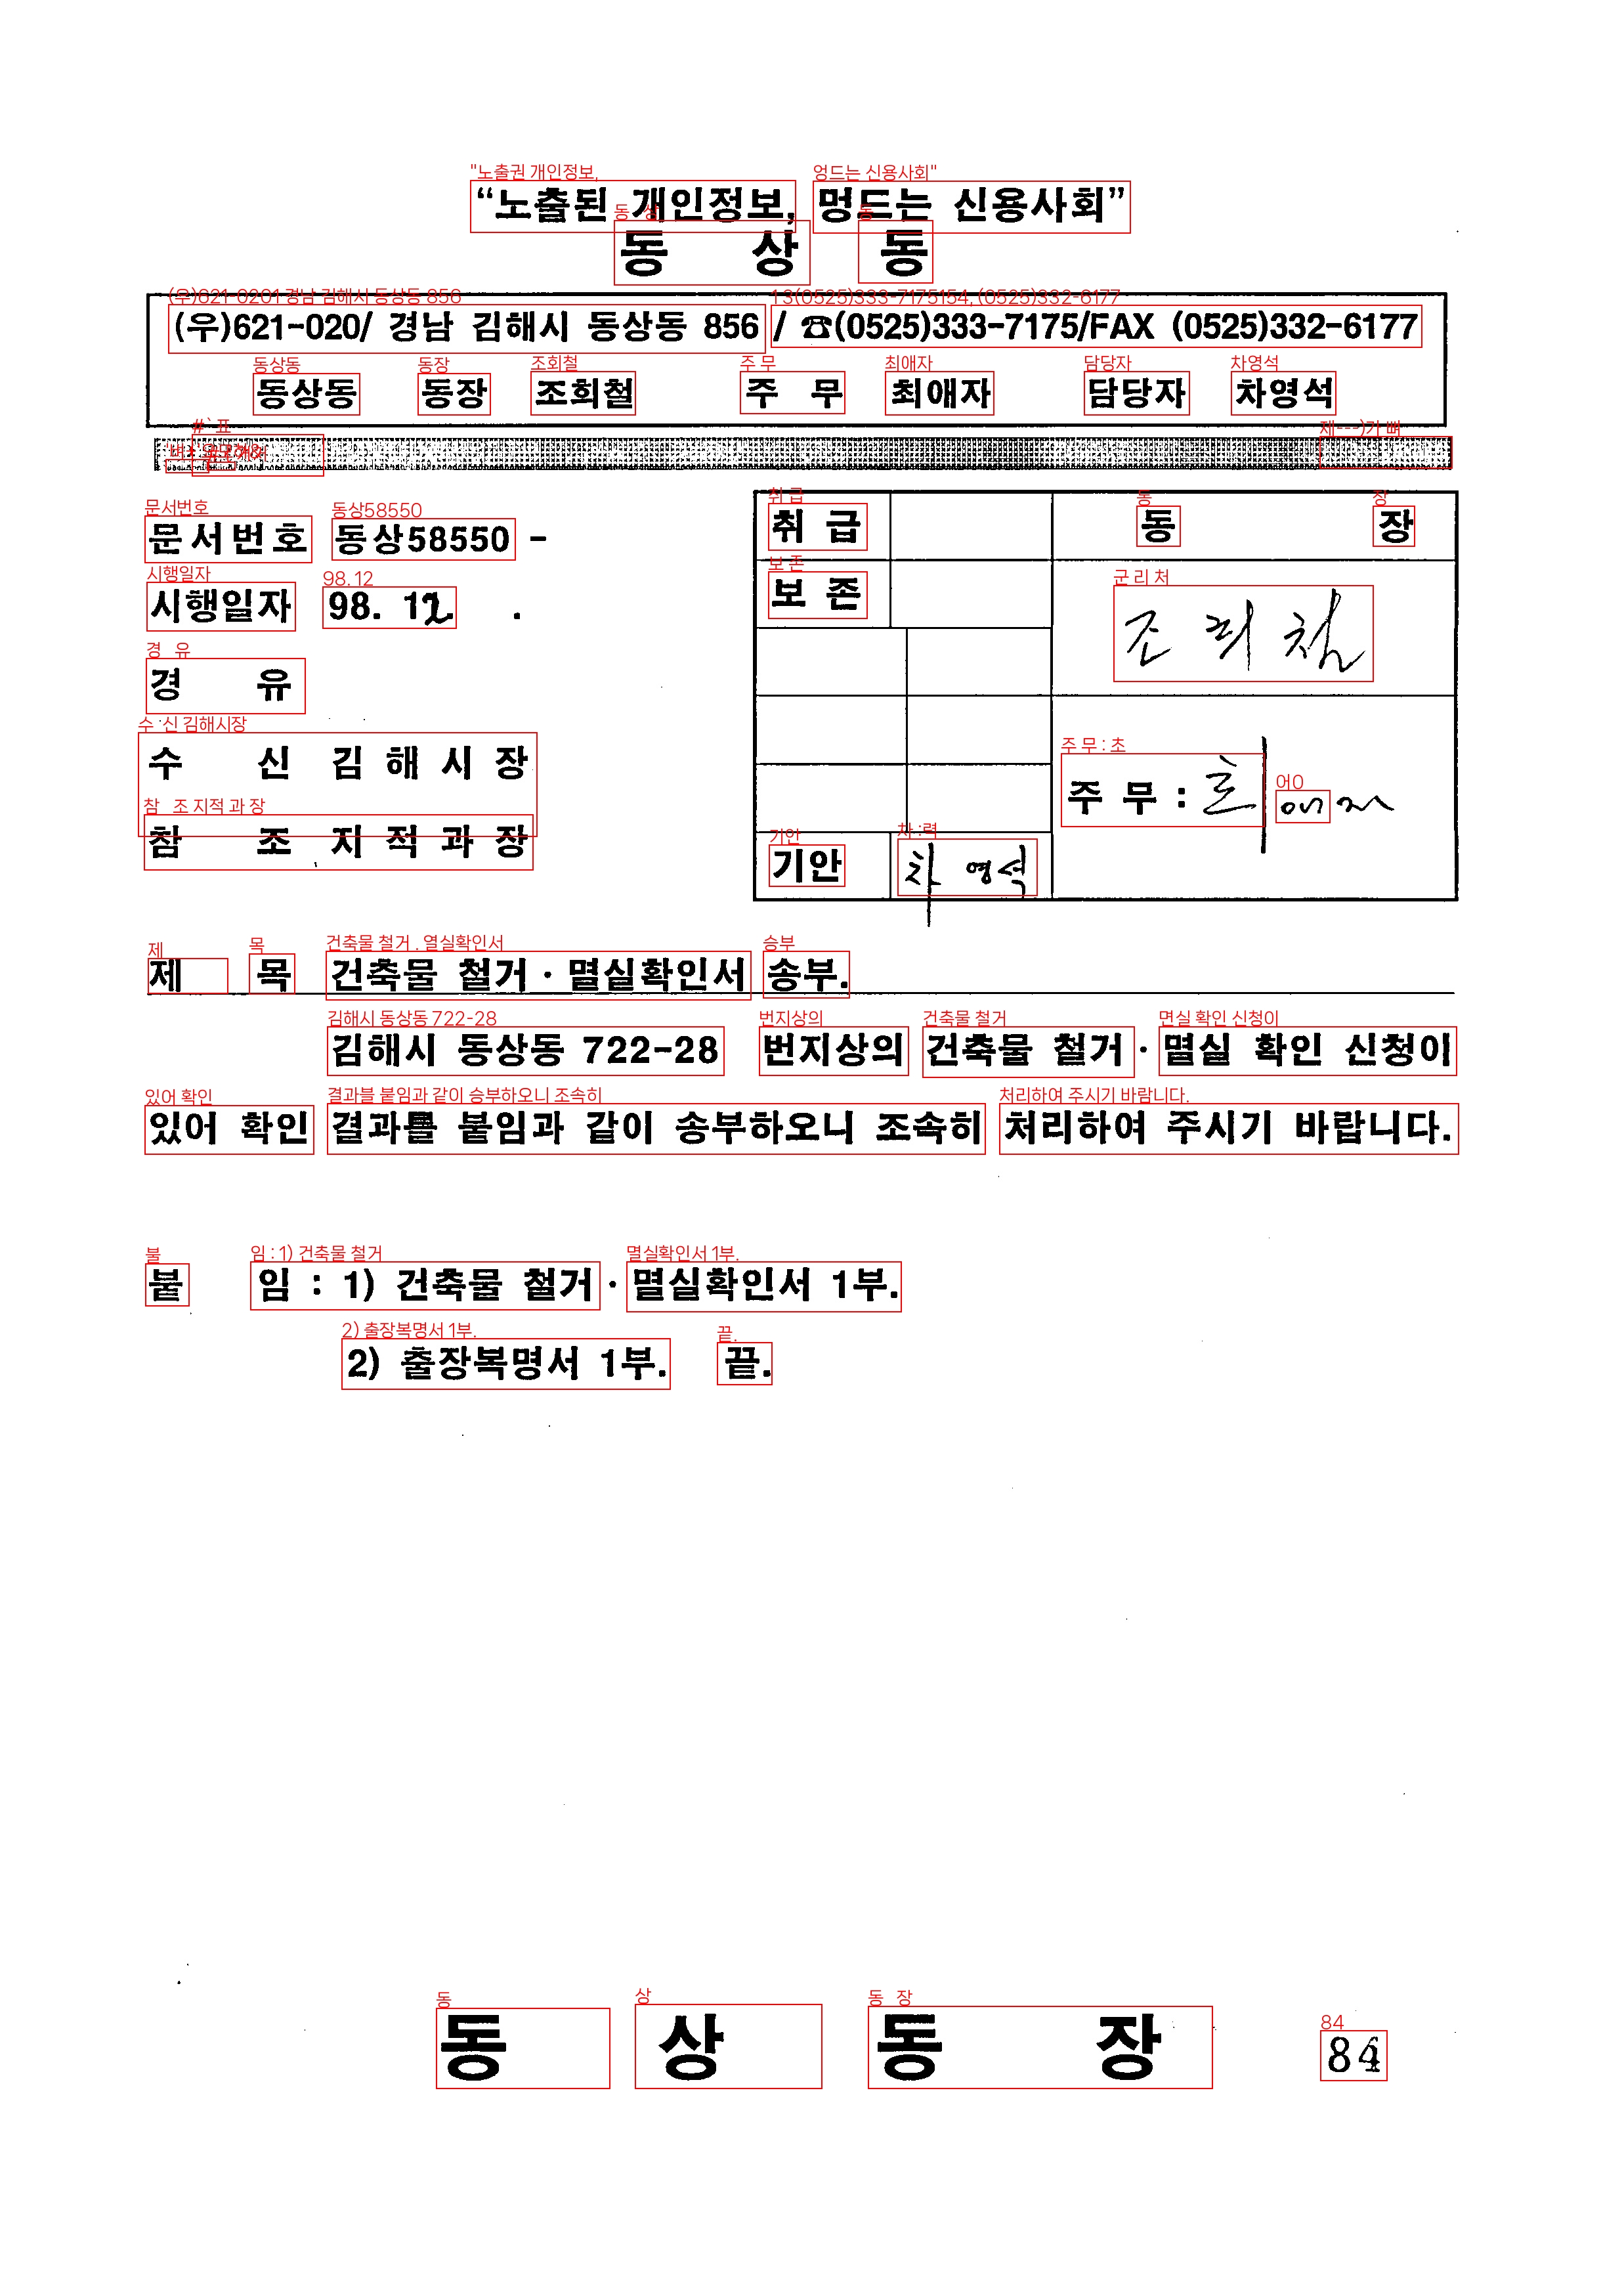 “노출된 개인정보, 멍드는 신용사회”
동 상 동
(우)621-020/ 경남 김해시 동상동 856 / ☎(0525)333-7175/FAX (0525)332-6177
동상동 동장 조회철 주 무 최애자 담당자 차영석
문서번호 동상58550 -
시행일자 98. 12. .
경 유
수 신 김해시장
참 조 지적과장
취 급
보 존
동 장
주 무 :
기안 차영석
제 목 건축물 철거 · 멸실확인서 송부.
김해시 동상동 722-28 번지상의 건축물 철거 · 멸실 확인 신청이
있어 확인 결과를 붙임과 같이 송부하오니 조속히 처리하여 주시기 바랍니다.
붙 임 : 1) 건축물 철거 · 멸실확인서 1부.
2) 출장복명서 1부. 끝.
동 상 동 장
84